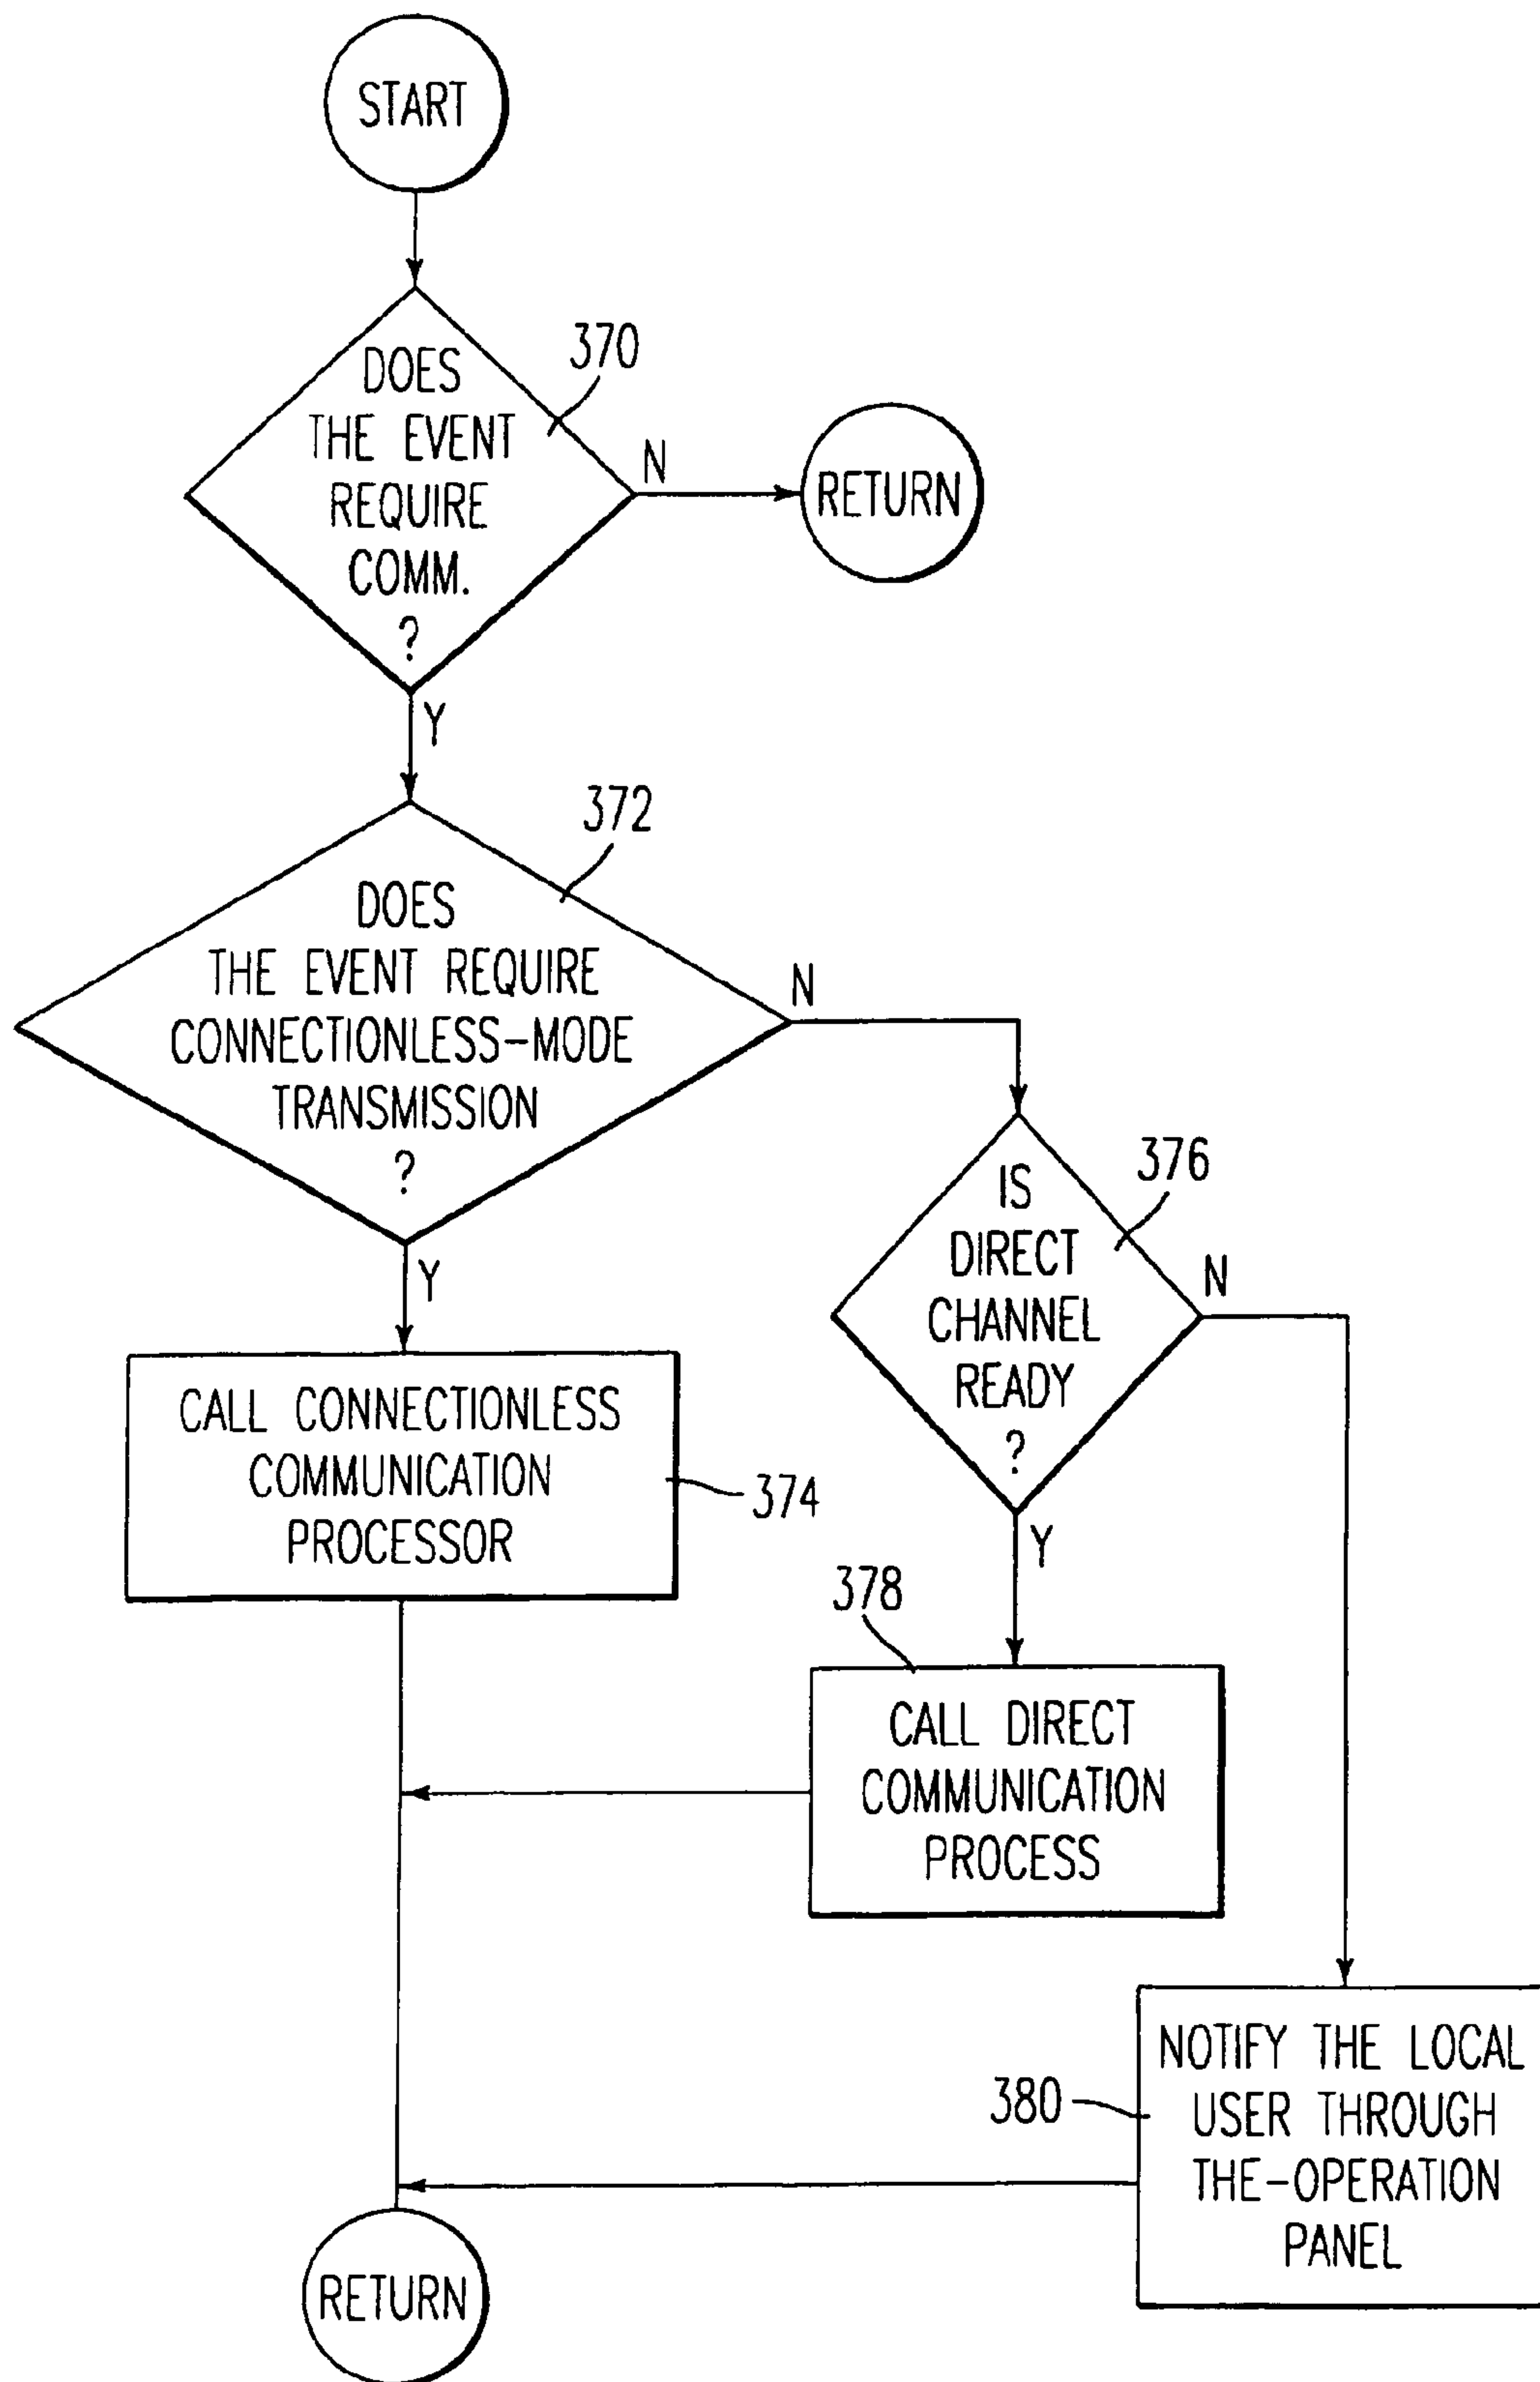 START
370
DOES
THE EVENT
REQUIRE
COMM.
?
N
RETURN
Y
372
DOES
THE EVENT REQUIRE
CONNECTIONLESS-MODE
TRANSMISSION
?
N
Y
376
IS
DIRECT
CHANNEL
READY
?
N
Y
CALL CONNECTIONLESS
COMMUNICATION
PROCESSOR
374
378
CALL DIRECT
COMMUNICATION
PROCESS
380
NOTIFY THE LOCAL
USER THROUGH
THE-OPERATION
PANEL
RETURN